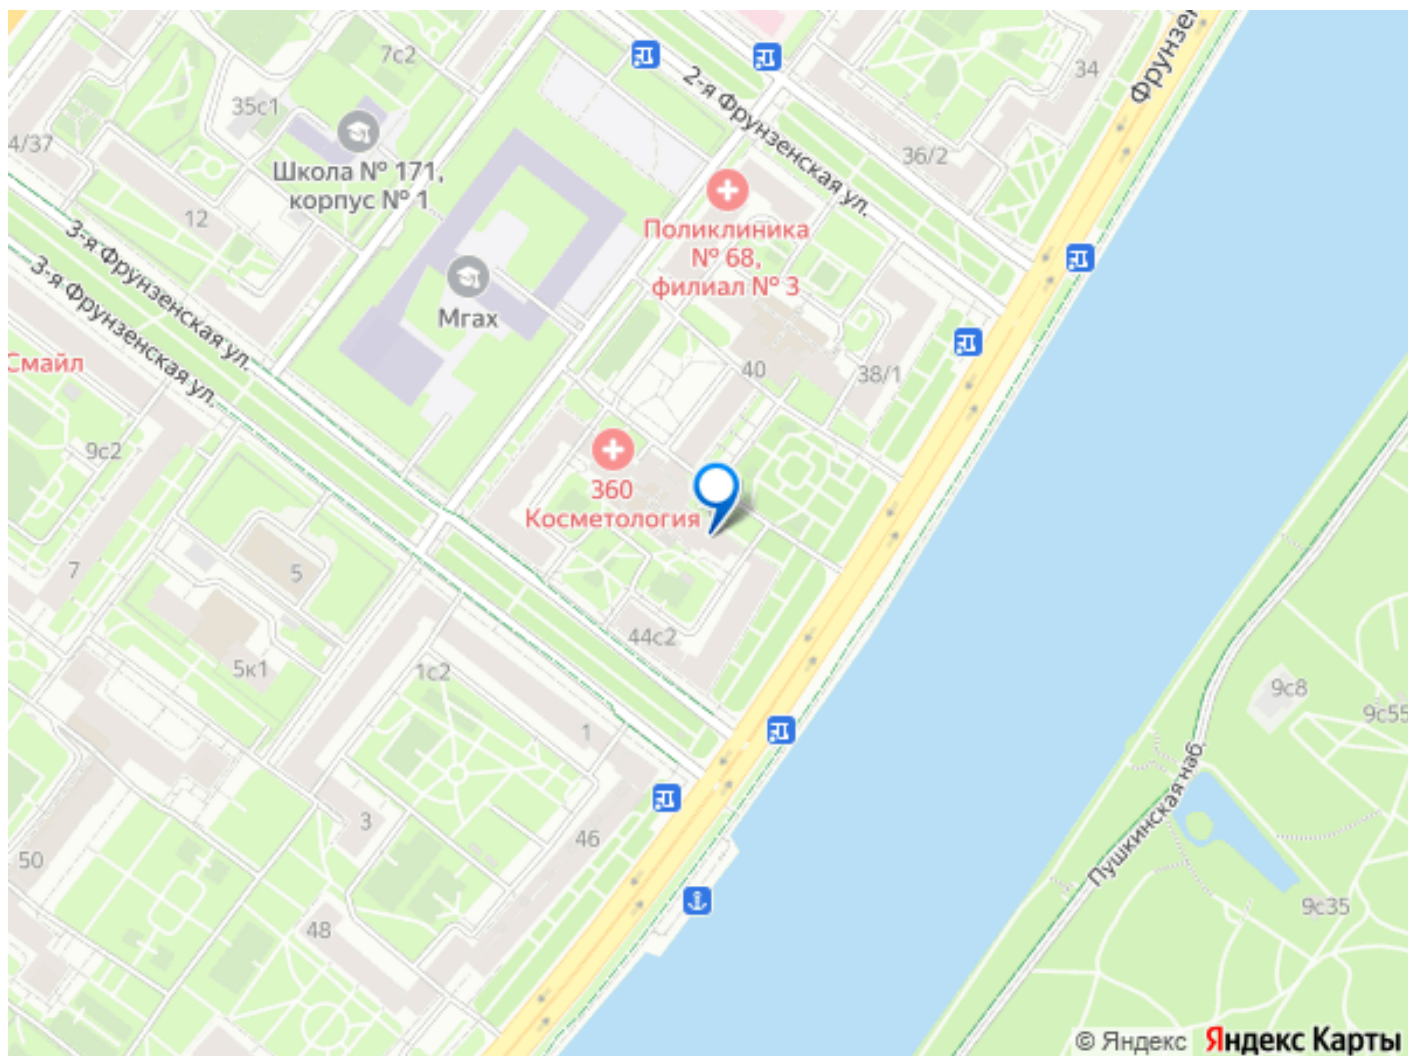 7с2
34
Фрунзен
35с1
2-я Фрунзенская ул.
4/37
Школа № 171,
корпус № 1
36/2
12
Поликлиника
№ 68,
филиал № 3
3-я Фрунзенская ул.
3-я Фрунзенская ул.
Мгах
Смайл
40
38/1
9с2
360
Косметология
7
5
44с2
5к1
1с2
9с8
9с55
1
Пушкинская наб.
3
46
50
9с35
48
© Яндекс Яндекс Карты